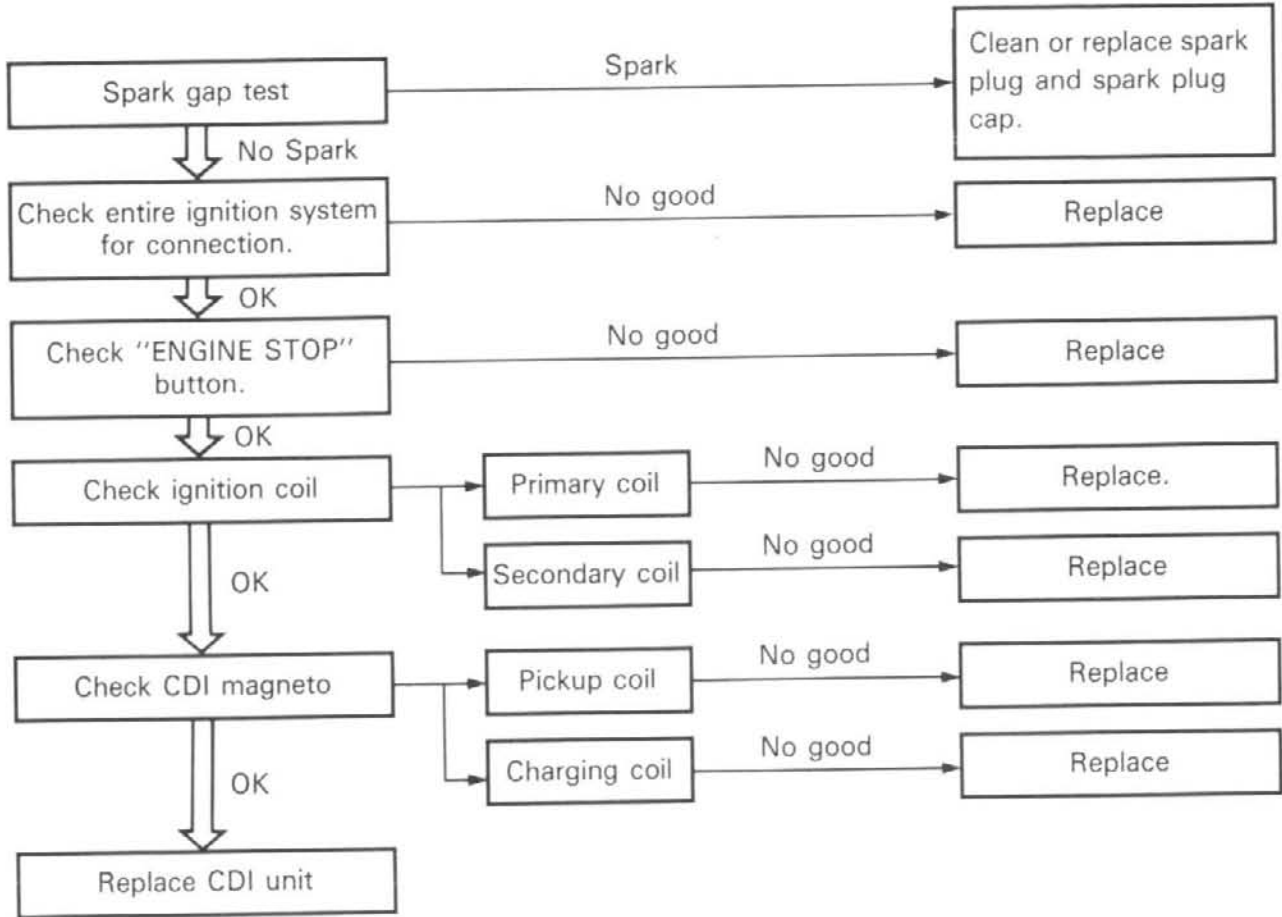 Spark gap test
Spark
Clean or replace spark
plug and spark plug
cap.
No Spark
Check entire ignition system
for connection.
No good
Replace
OK
Check "ENGINE STOP"
button.
No good
Replace
OK
Check ignition coil
Primary coil
No good
Replace.
Secondary coil
No good
Replace
OK
Check CDI magneto
Pickup coil
No good
Replace
Charging coil
No good
Replace
OK
Replace CDI unit